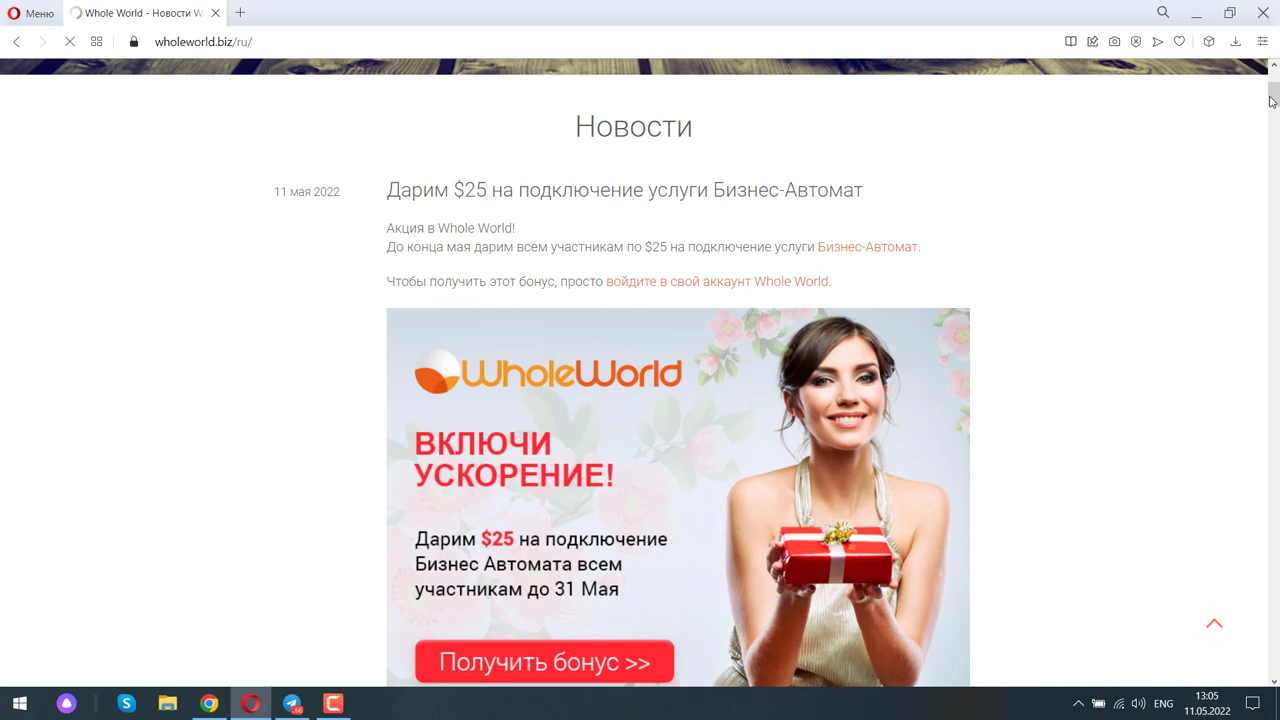 Меню
Whole World - Новости W
wholeworld.biz/ru/
Новости
11 мая 2022
Дарим $25 на подключение услуги Бизнес-Автомат
Акция в Whole World!
До конца мая дарим всем участникам по $25 на подключение услуги Бизнес-Автомат.
Чтобы получить этот бонус, просто войдите в свой аккаунт Whole World.
WholeWorld
ВКЛЮЧИ
УСКОРЕНИЕ!
Дарим $25 на подключение
Бизнес Автомата всем
участникам до 31 Мая
Получить бонус >>
ENG
13:05
11.05.2022